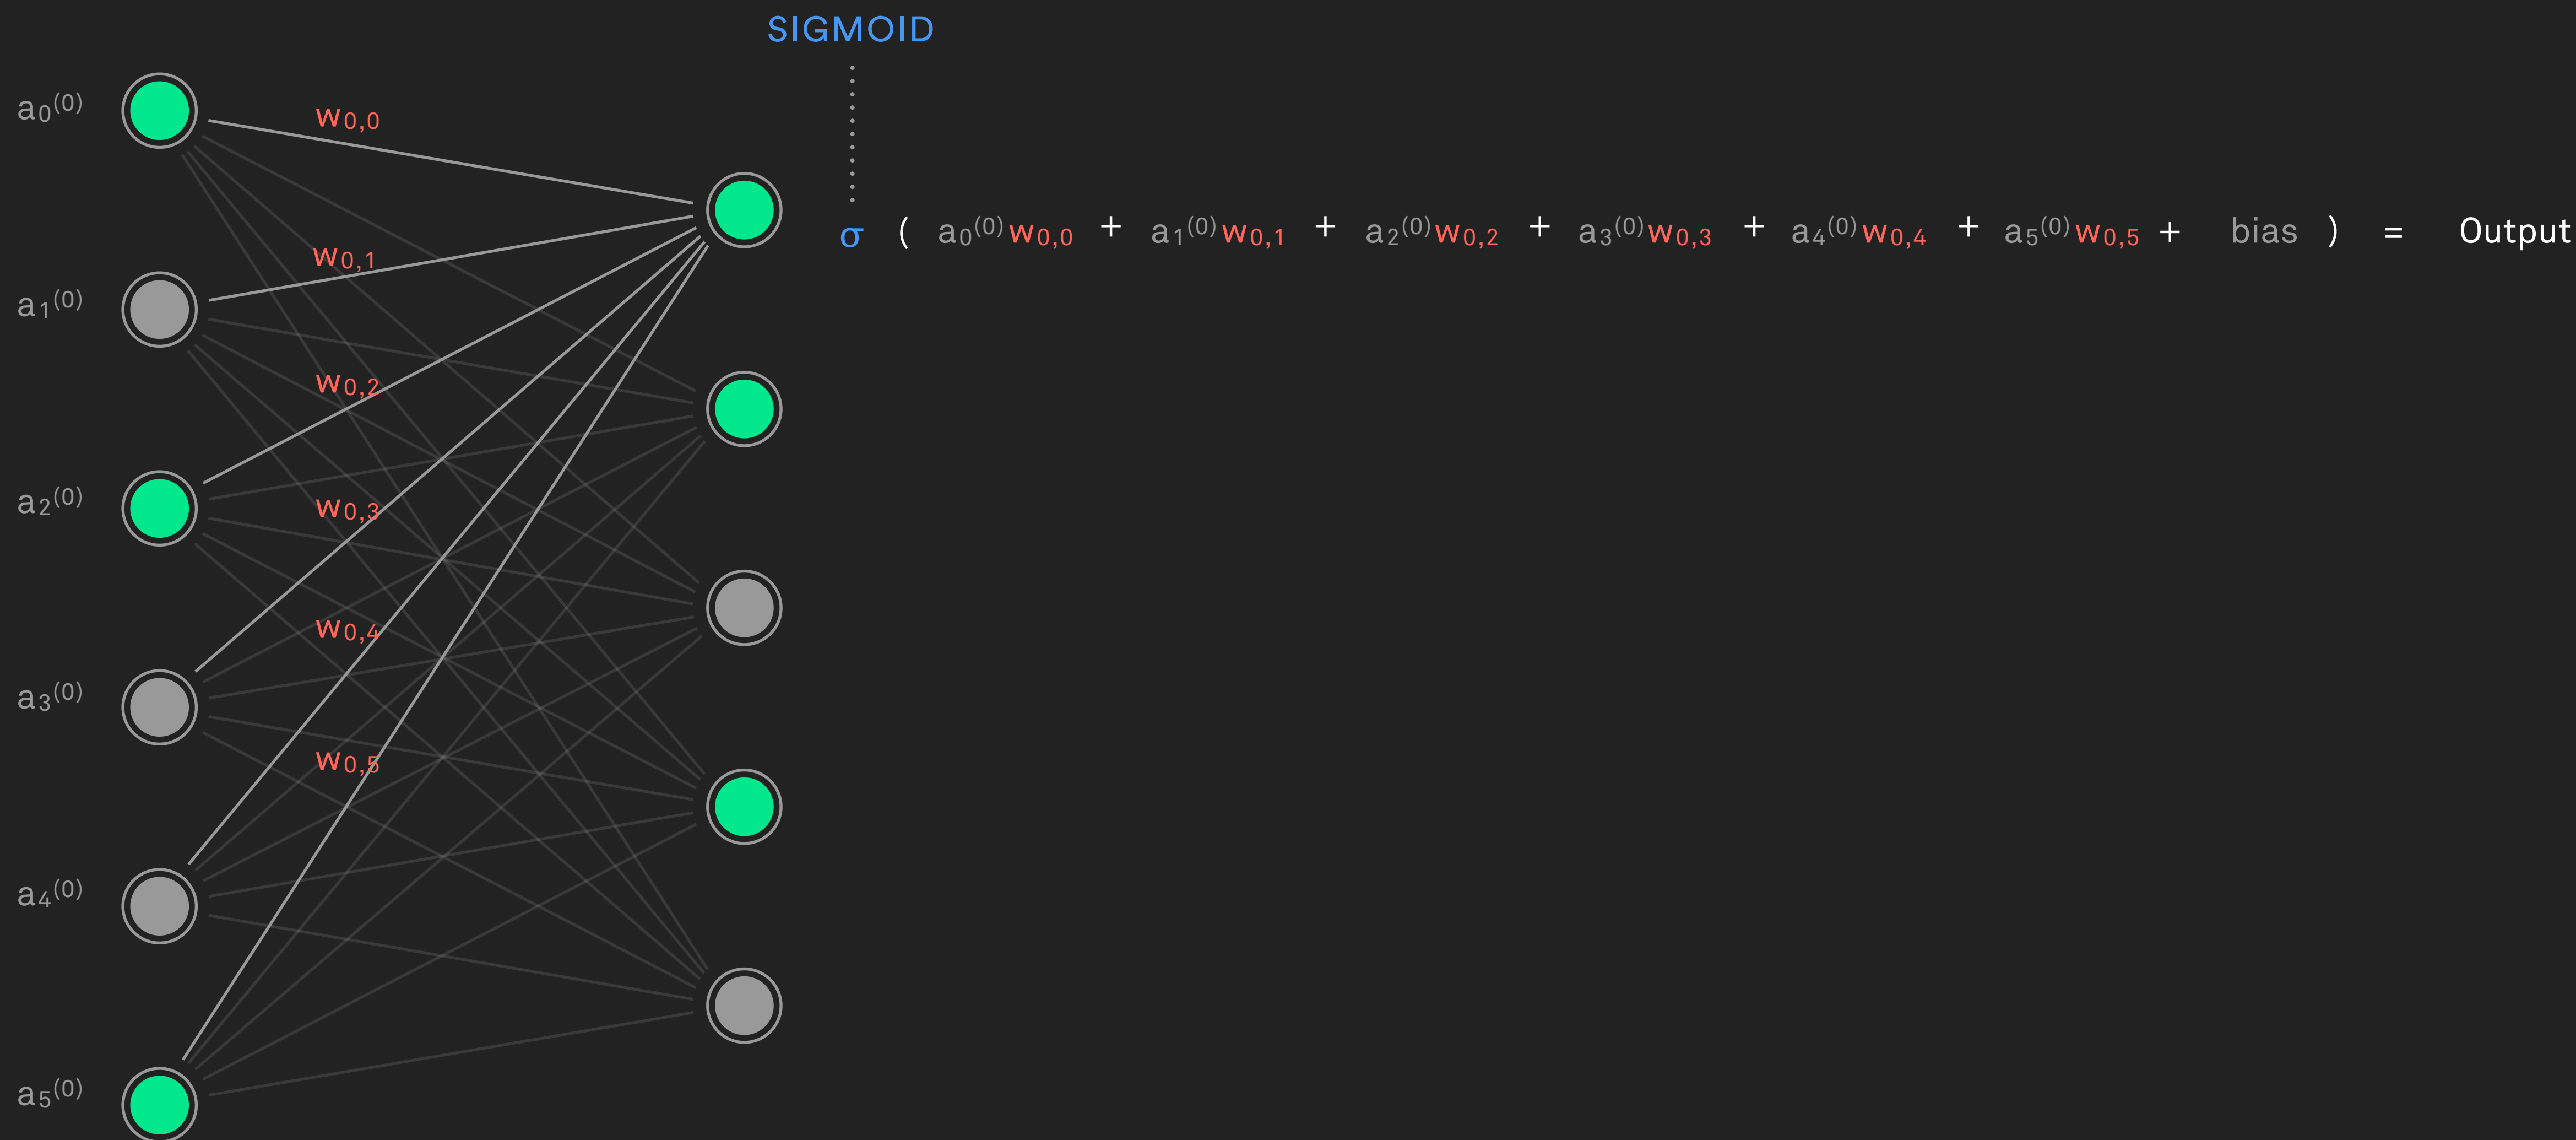 SIGMOID
a₀⁽⁰⁾
w₀,₀
σ ( a₀⁽⁰⁾w₀,₀ + a₁⁽⁰⁾w₀,₁ + a₂⁽⁰⁾w₀,₂ + a₃⁽⁰⁾w₀,₃ + a₄⁽⁰⁾w₀,₄ + a₅⁽⁰⁾w₀,₅ + bias ) = Output
w₀,₁
a₁⁽⁰⁾
w₀,₂
a₂⁽⁰⁾
w₀,₃
w₀,₄
a₃⁽⁰⁾
w₀,₅
a₄⁽⁰⁾
a₅⁽⁰⁾